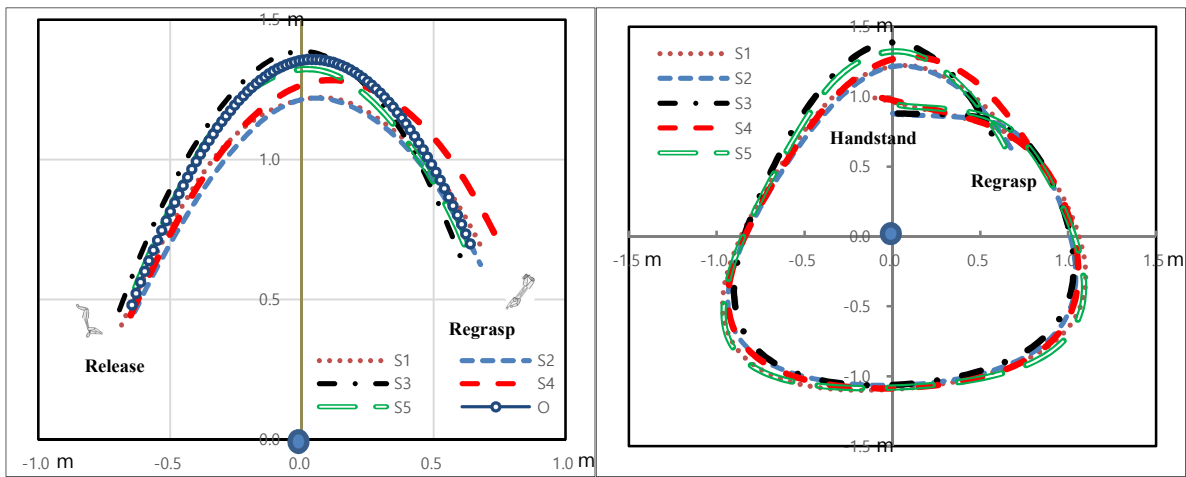 1.5 m
1.0
0.5
0.0
Release
Regrasp
S1 S2
S3 S4
S5 O
-1.0 m -0.5 0.0 0.5 1.0 m
1.5 m
S1
S2
S3
S4
S5
1.0
Handstand
0.5
Regrasp
0.0
-15 m -1.0 -0.5 0.0 0.5 1.0 1.5 m
-0.5
-1.0
-1.5 m